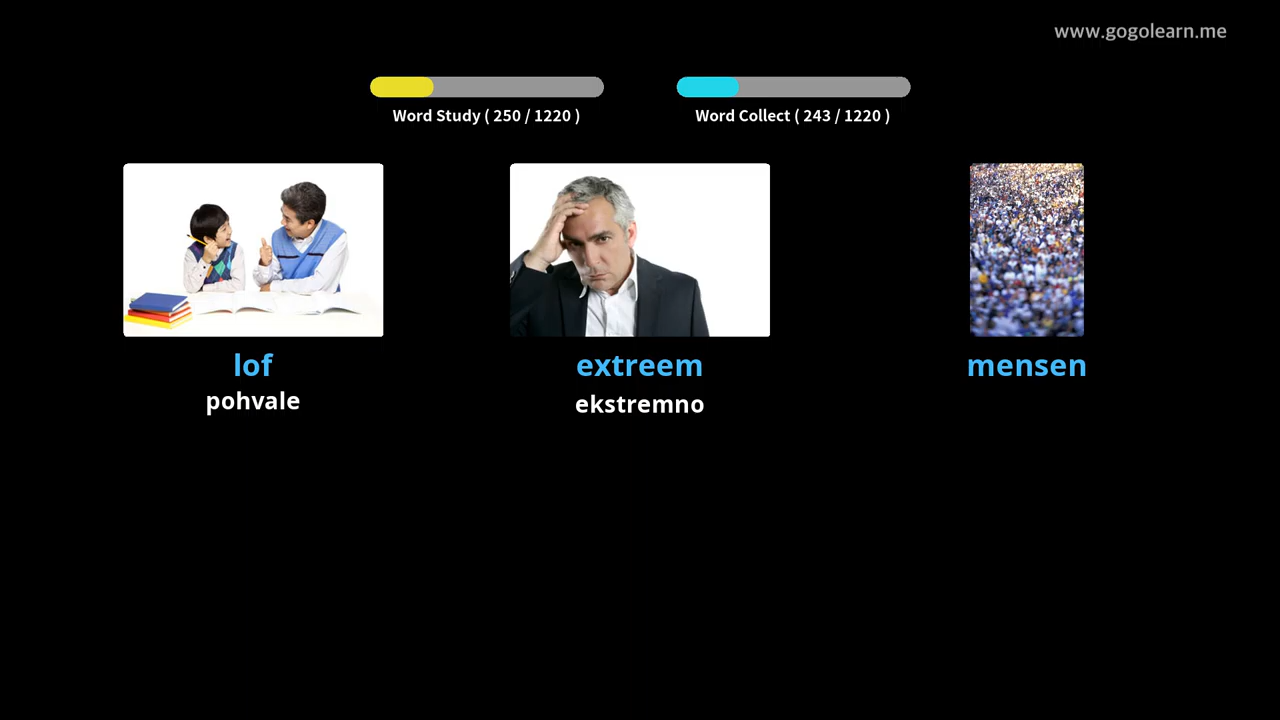 www.gogolearn.me
Word Study ( 250 / 1220 )
Word Collect ( 243 / 1220 )
lof
pohvale
extreem
ekstremno
mensen